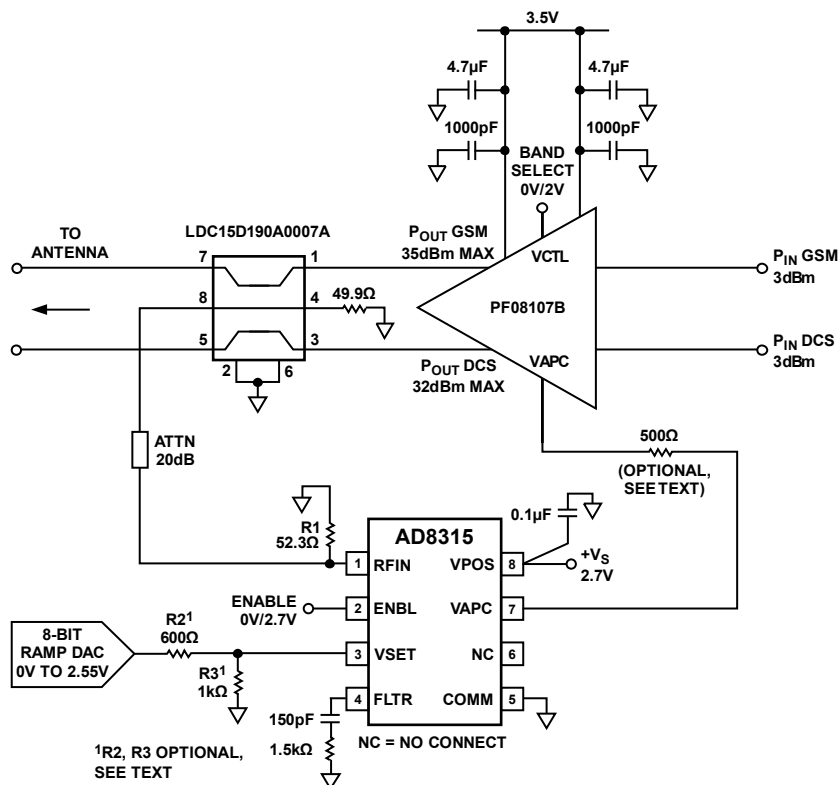 3.5V
4.7µF
4.7µF
1000pF
1000pF
BAND
SELECT
0V/2V
LDC15D190A0007A
TO
ANTENNA
7
1
P_OUT GSM
35dBm MAX
VCTL
P_IN GSM
3dBm
8
4
49.9Ω
PF08107B
5
3
P_OUT DCS
32dBm MAX
VAPC
P_IN DCS
3dBm
2
6
ATTN
20dB
500Ω
(OPTIONAL,
SEE TEXT)
R1
52.3Ω
AD8315
0.1µF
1
RFIN
VPOS
8
+V_S
2.7V
ENABLE
0V/2.7V
2
ENBL
VAPC
7
8-BIT
RAMP DAC
0V TO 2.55V
R2¹
600Ω
3
VSET
NC
6
R3¹
1kΩ
4
FLTR
COMM
5
150pF
1.5kΩ
NC = NO CONNECT
¹R2, R3 OPTIONAL,
SEE TEXT